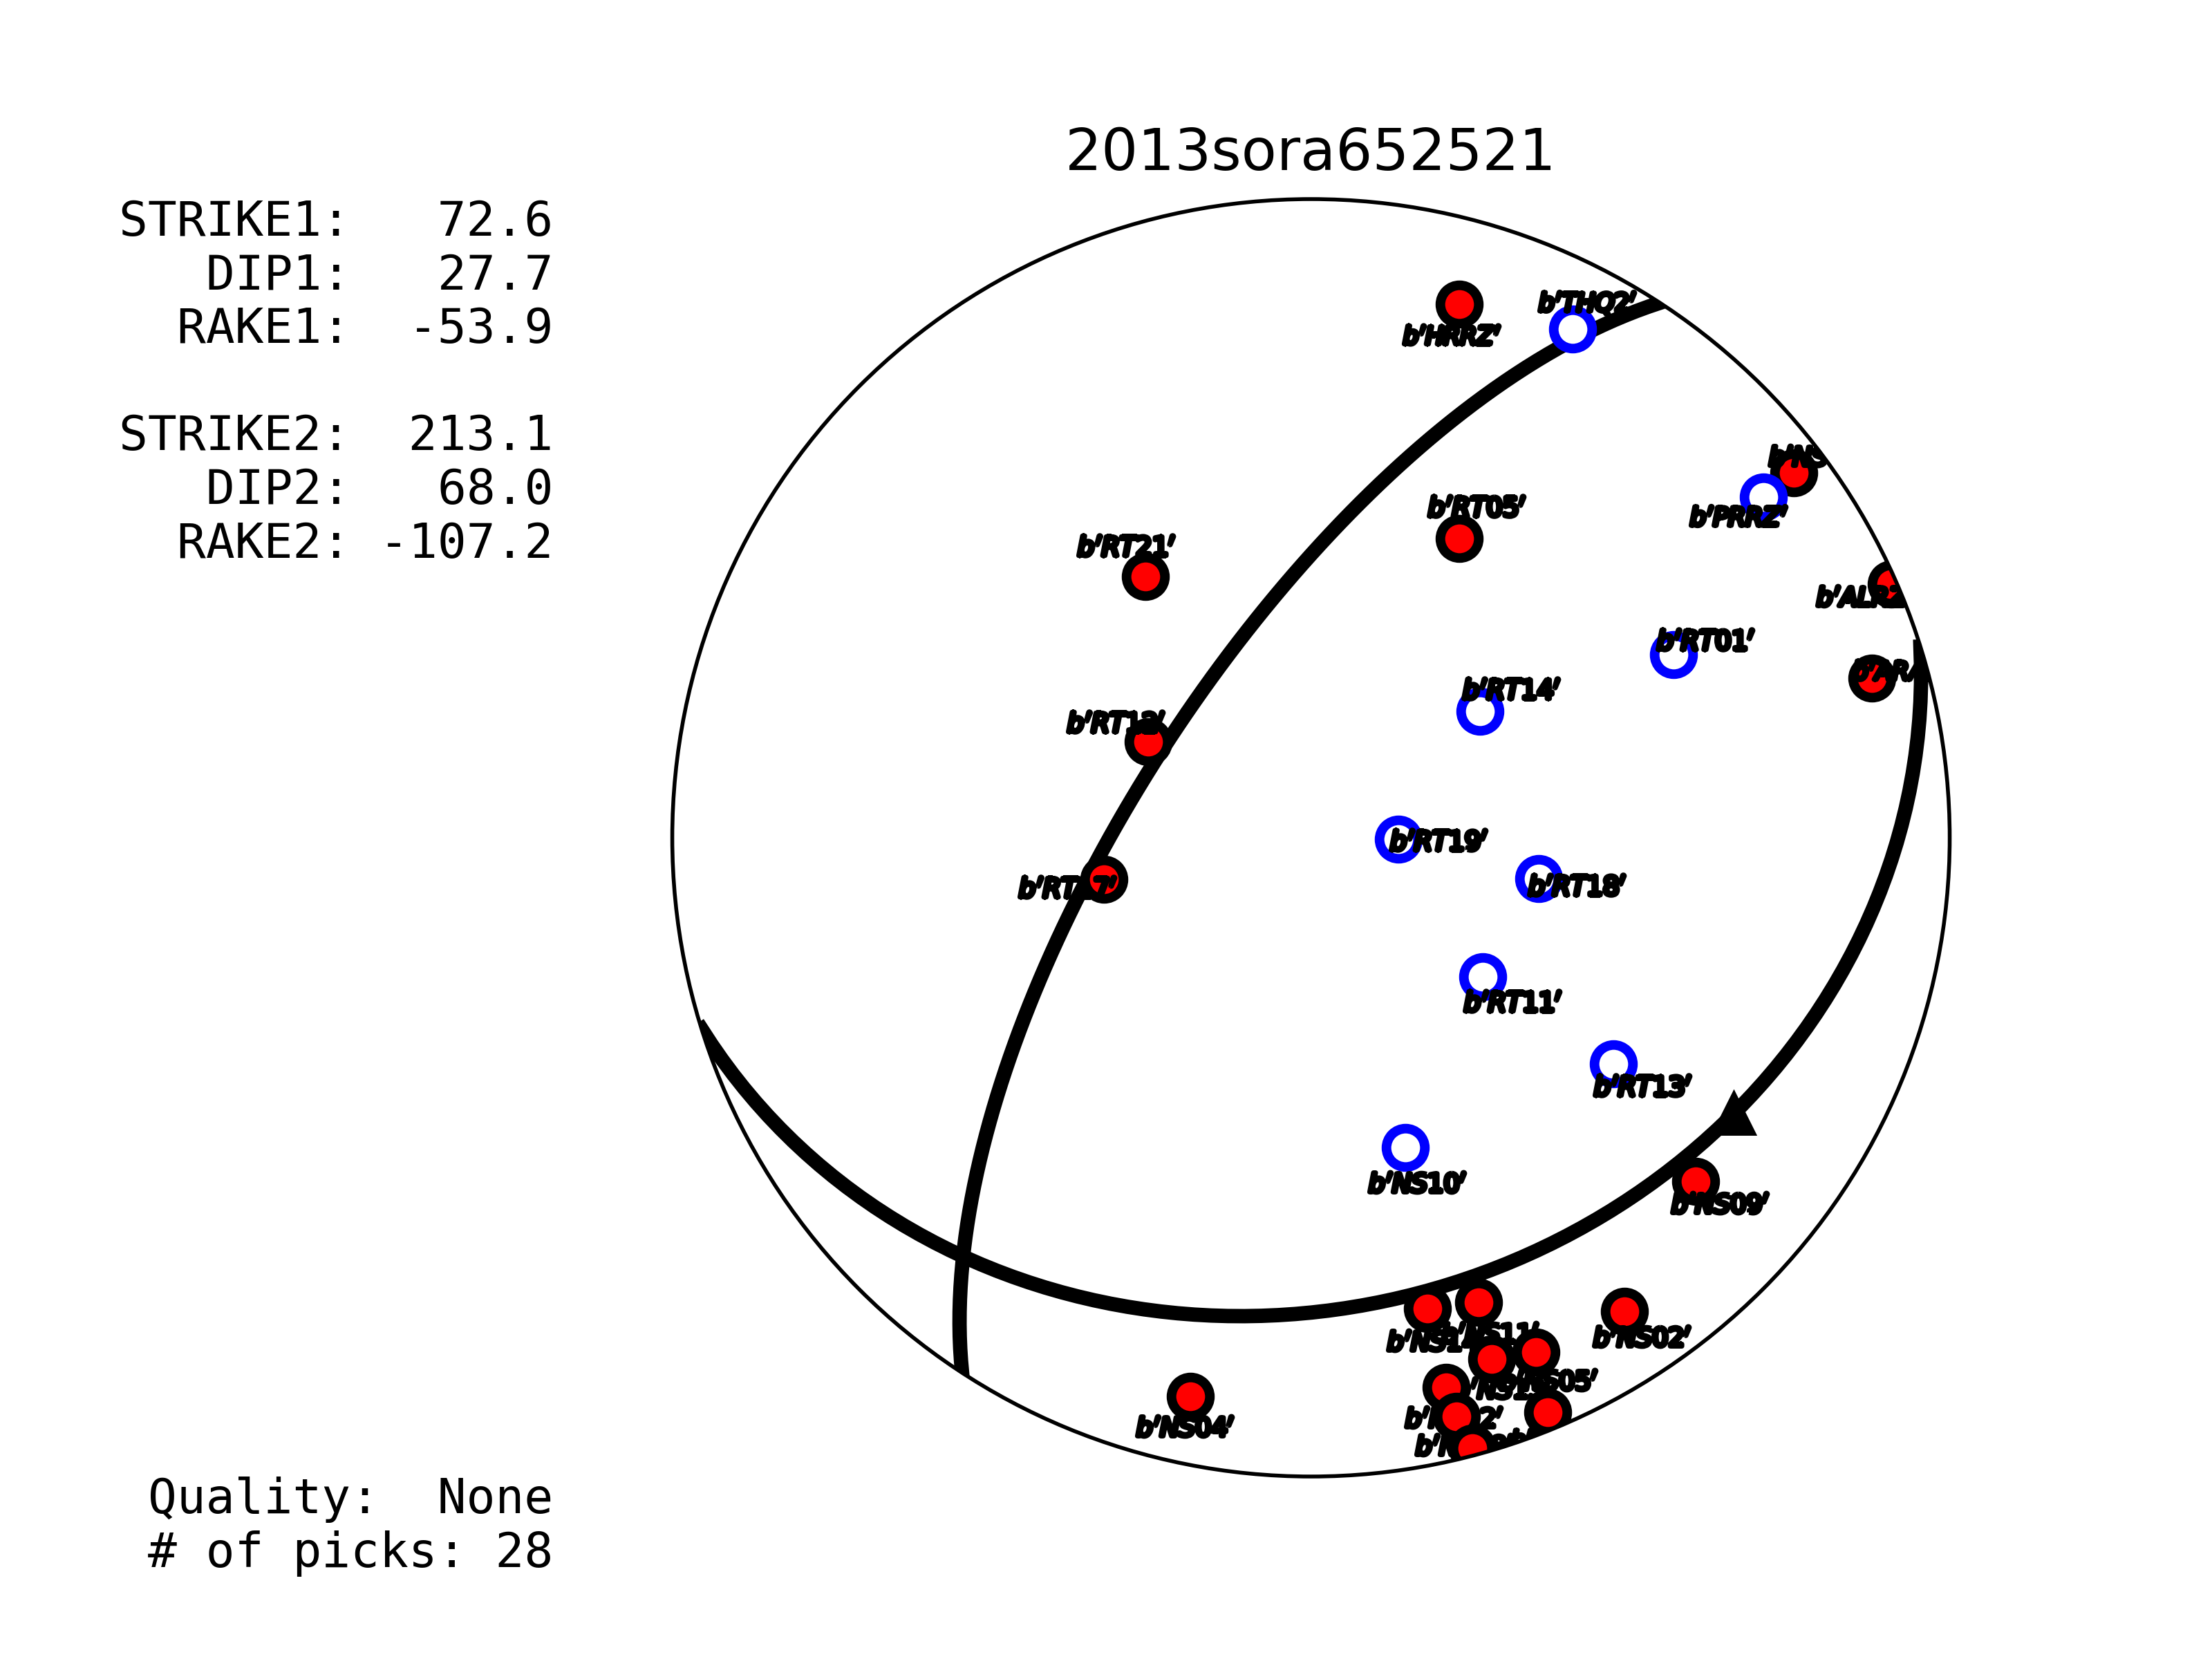 2013sora652521
STRIKE1: 72.6
DIP1: 27.7
RAKE1: -53.9
STRIKE2: 213.1
DIP2: 68.0
RAKE2: -107.2
b'THQ2'
b'HRRZ'
b'PRRZ'
b'RT05'
b'RT21'
b'RT01'
b'RT14'
b'RT19'
b'RT18'
b'RT11'
b'RT13'
b'NS10'
b'NS09'
b'NS02'
b'NS04'
Quality: None
# of picks: 28